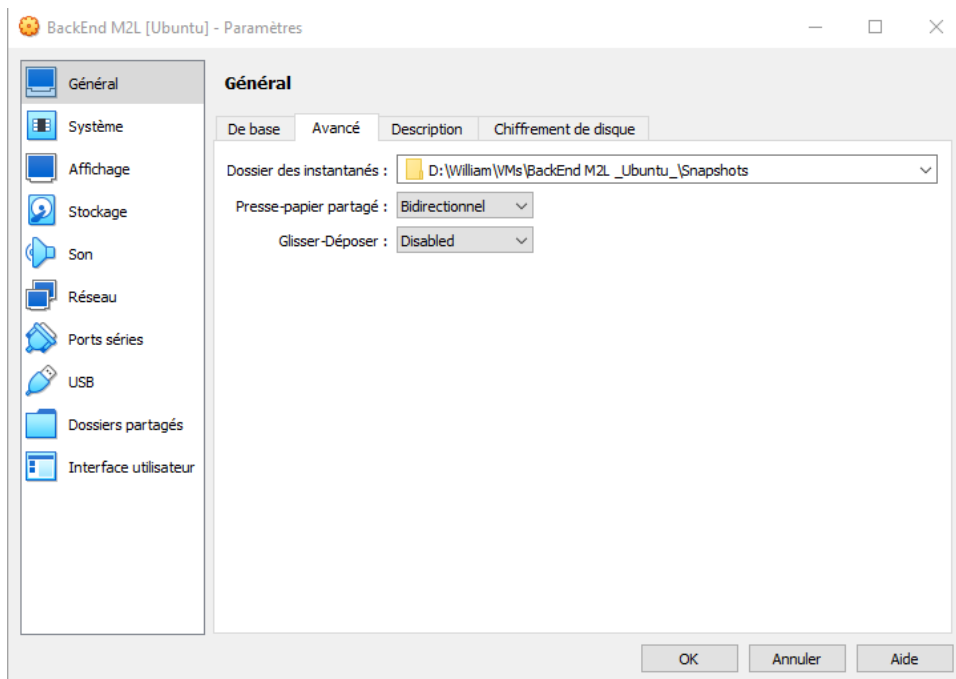 BackEnd M2L [Ubuntu] - Paramètres
Général
Système
Affichage
Stockage
Son
Réseau
Ports séries
USB
Dossiers partagés
Interface utilisateur
Général
De base Avancé Description Chiffrement de disque
Dossier des instantanés : D:\William\VMs\BackEnd M2L _Ubuntu_\Snapshots
Presse-papier partagé : Bidirectionnel
Glisser-Déposer : Disabled
OK Annuler Aide